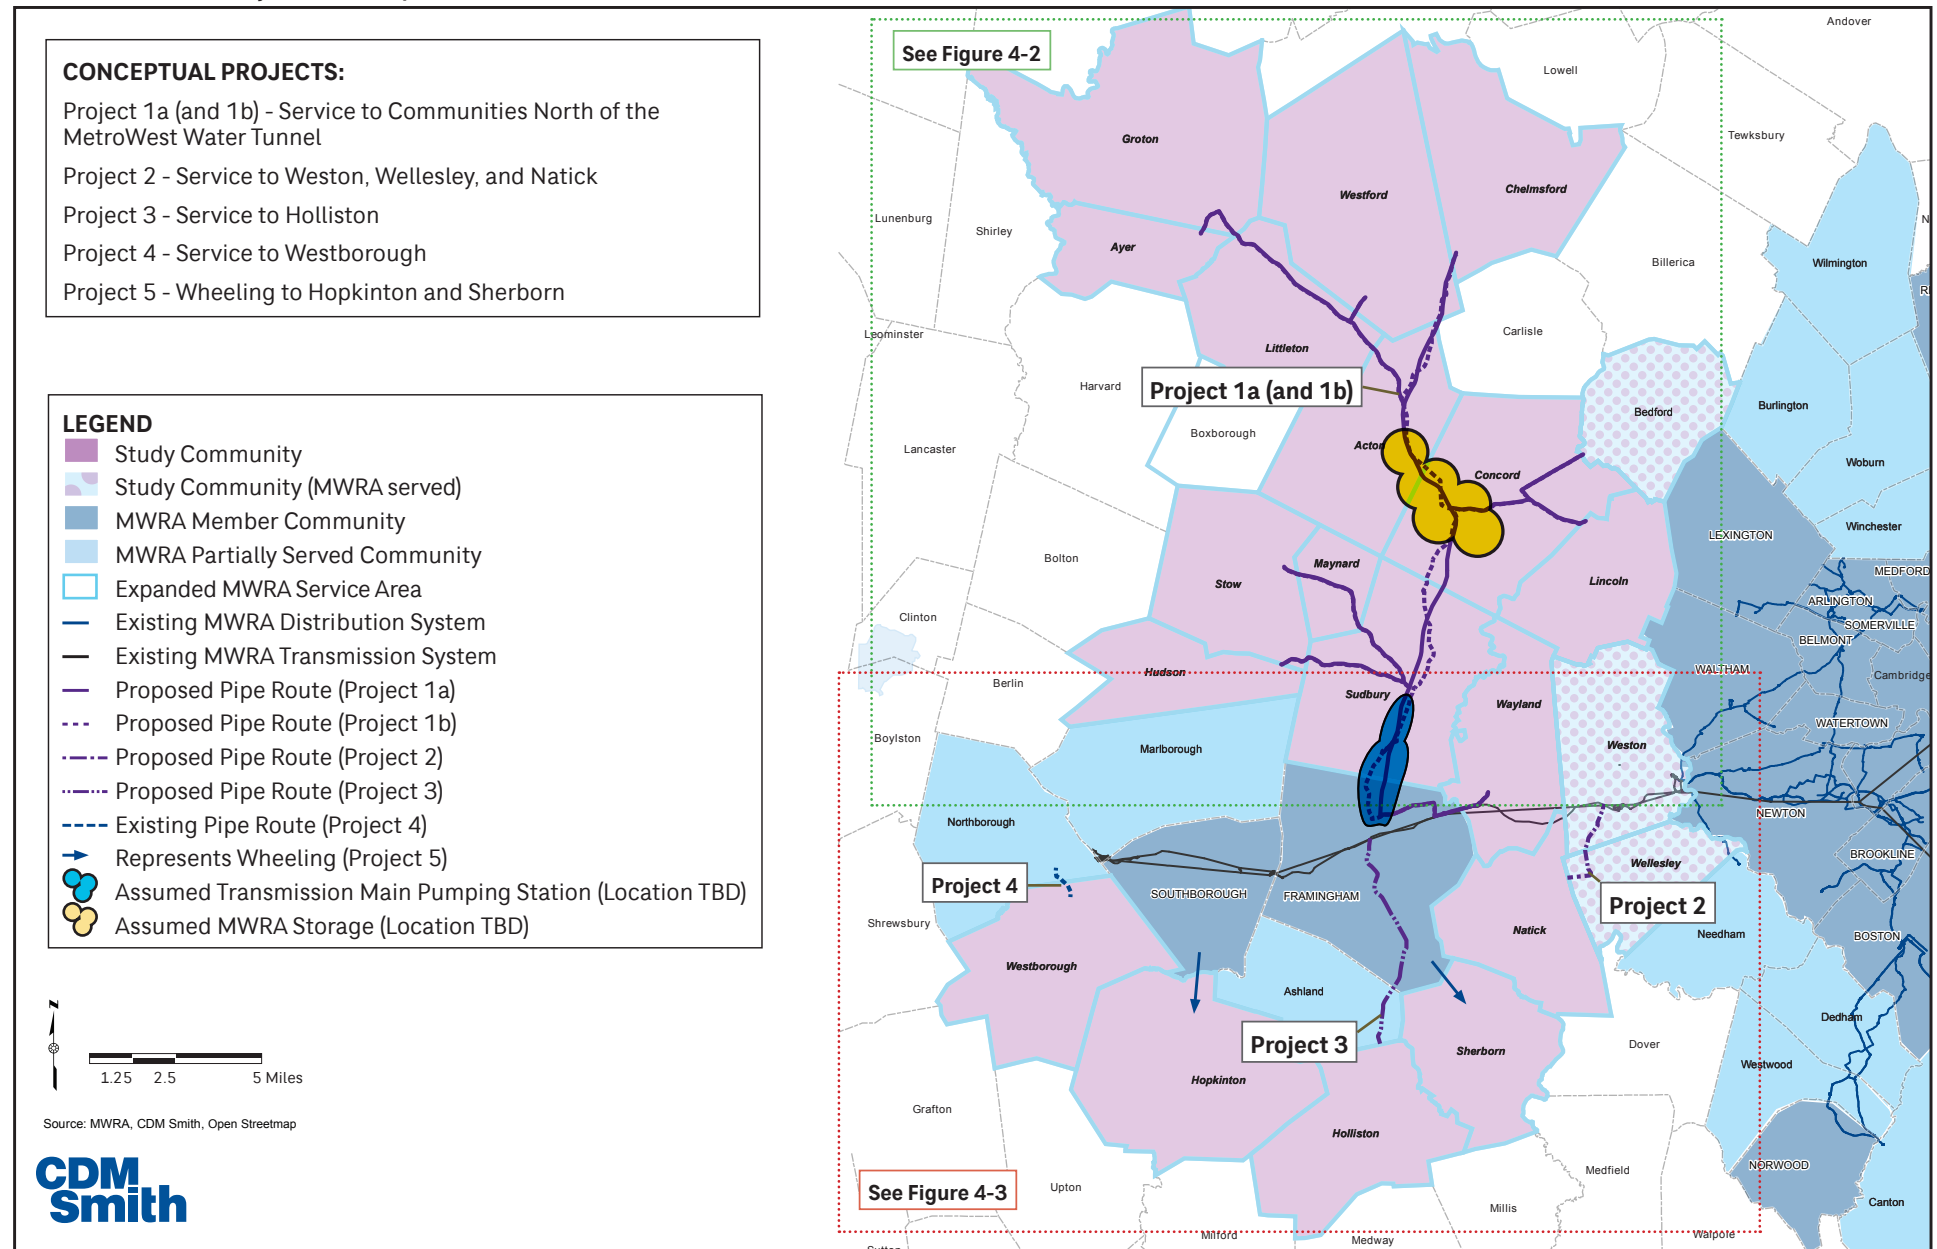 CONCEPTUAL PROJECTS:
Project 1a (and 1b) - Service to Communities North of the
MetroWest Water Tunnel
Project 2 - Service to Weston, Wellesley, and Natick
Project 3 - Service to Holliston
Project 4 - Service to Westborough
Project 5 - Wheeling to Hopkinton and Sherborn
LEGEND
Study Community
Study Community (MWRA served)
MWRA Member Community
MWRA Partially Served Community
Expanded MWRA Service Area
Existing MWRA Distribution System
Existing MWRA Transmission System
Proposed Pipe Route (Project 1a)
Proposed Pipe Route (Project 1b)
Proposed Pipe Route (Project 2)
Proposed Pipe Route (Project 3)
Existing Pipe Route (Project 4)
Represents Wheeling (Project 5)
Assumed Transmission Main Pumping Station (Location TBD)
Assumed MWRA Storage (Location TBD)
N
1.25 2.5 5 Miles
Source: MWRA, CDM Smith, Open Streetmap
CDM
Smith
See Figure 4-2
Andover
Lowell
Tewksbury
Groton
Westford
Chelmsford
Lunenburg
Shirley
Ayer
Billerica
Wilmington
Leominster
Littleton
Carlisle
Harvard
Project 1a (and 1b)
Bedford
Burlington
Boxborough
Acton
Concord
Lancaster
Woburn
Winchester
LEXINGTON
Bolton
Maynard
Stow
Lincoln
MEDFORD
ARLINGTON
SOMERVILLE
BELMONT
Clinton
Hudson
Berlin
Sudbury
Wayland
WALTHAM
Cambridge
WATERTOWN
Boylston
Marlborough
Weston
Northborough
NEWTON
Project 4
SOUTHBOROUGH
FRAMINGHAM
Wellesley
BROOKLINE
Project 2
Shrewsbury
Natick
Needham
BOSTON
Westborough
Ashland
Dedham
Project 3
Sherborn
Dover
Westwood
Hopkinton
Grafton
Holliston
NORWOOD
Medfield
See Figure 4-3
Upton
Millis
Canton
Milford
Medway
Walpole
Sutton